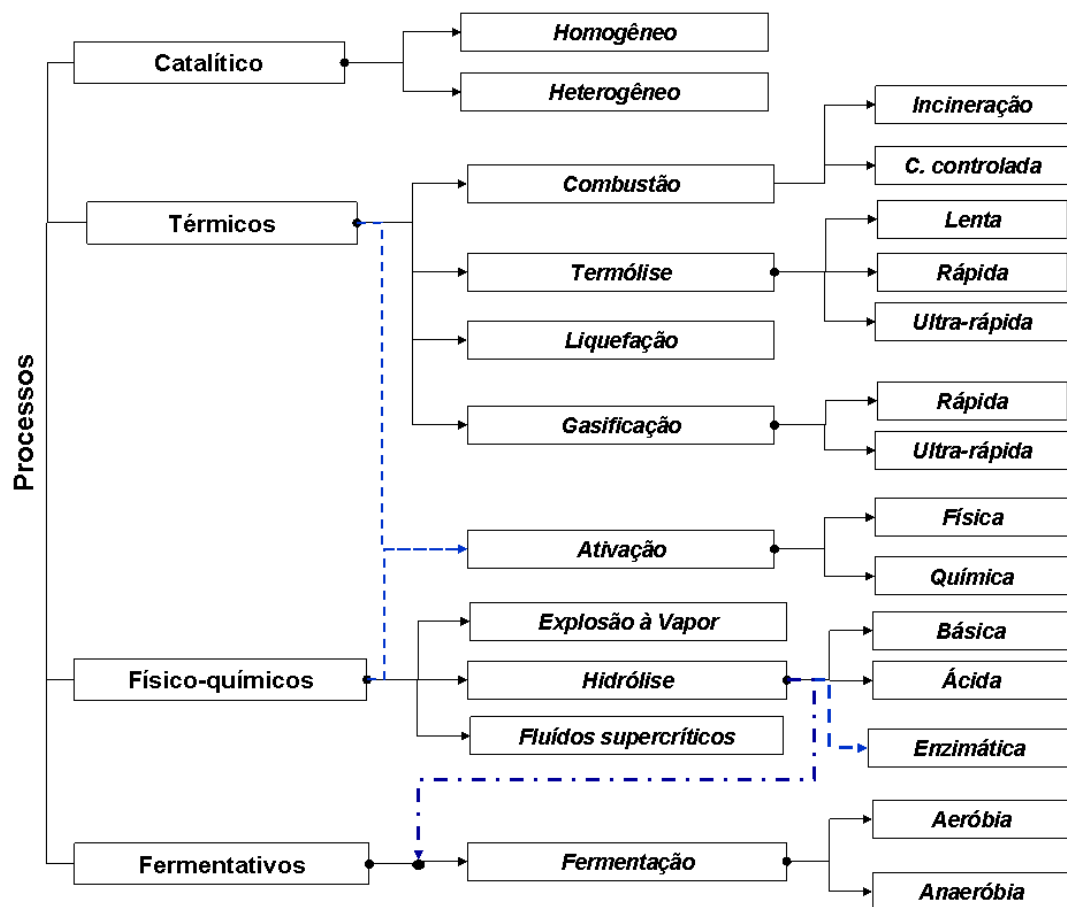 Processos
Catalítico
Homogêneo
Heterogêneo
Térmicos
Combustão
Incineração
C. controlada
Termólise
Lenta
Rápida
Ultra-rápida
Liquefação
Gasificação
Rápida
Ultra-rápida
Ativação
Física
Química
Físico-químicos
Explosão à Vapor
Hidrólise
Básica
Ácida
Enzimática
Fluídos supercríticos
Fermentativos
Fermentação
Aeróbia
Anaeróbia